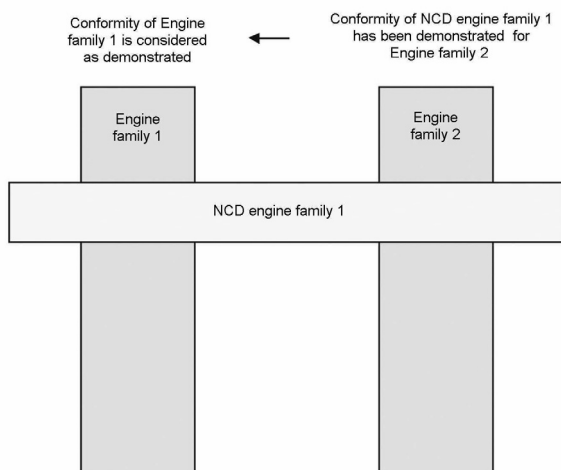 Conformity of Engine
family 1 is considered
as demonstrated
Conformity of NCD engine family 1
has been demonstrated for
Engine family 2
Engine
family 1
Engine
family 2
NCD engine family 1